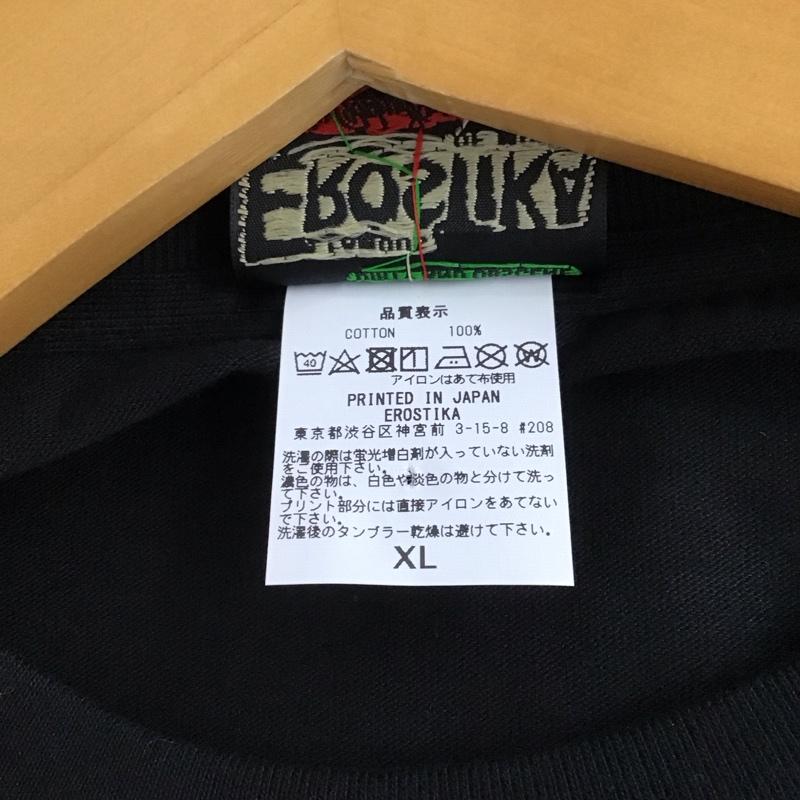 EROSTIKA
品質表示
COTTON 100%
40
W
アイロンはあて布使用
PRINTED IN JAPAN
EROSTIKA
東京都渋谷区神宮前 3-15-8 #208
洗濯の際は蛍光増白剤が入っていない洗剤
をご使用下さい。
濃色の物は、白色や淡色の物と分けて洗っ
て下さい。
プリント部分には直接アイロンをあてない
で下さい。
洗濯後のタンブラー乾燥は避けて下さい。
XL